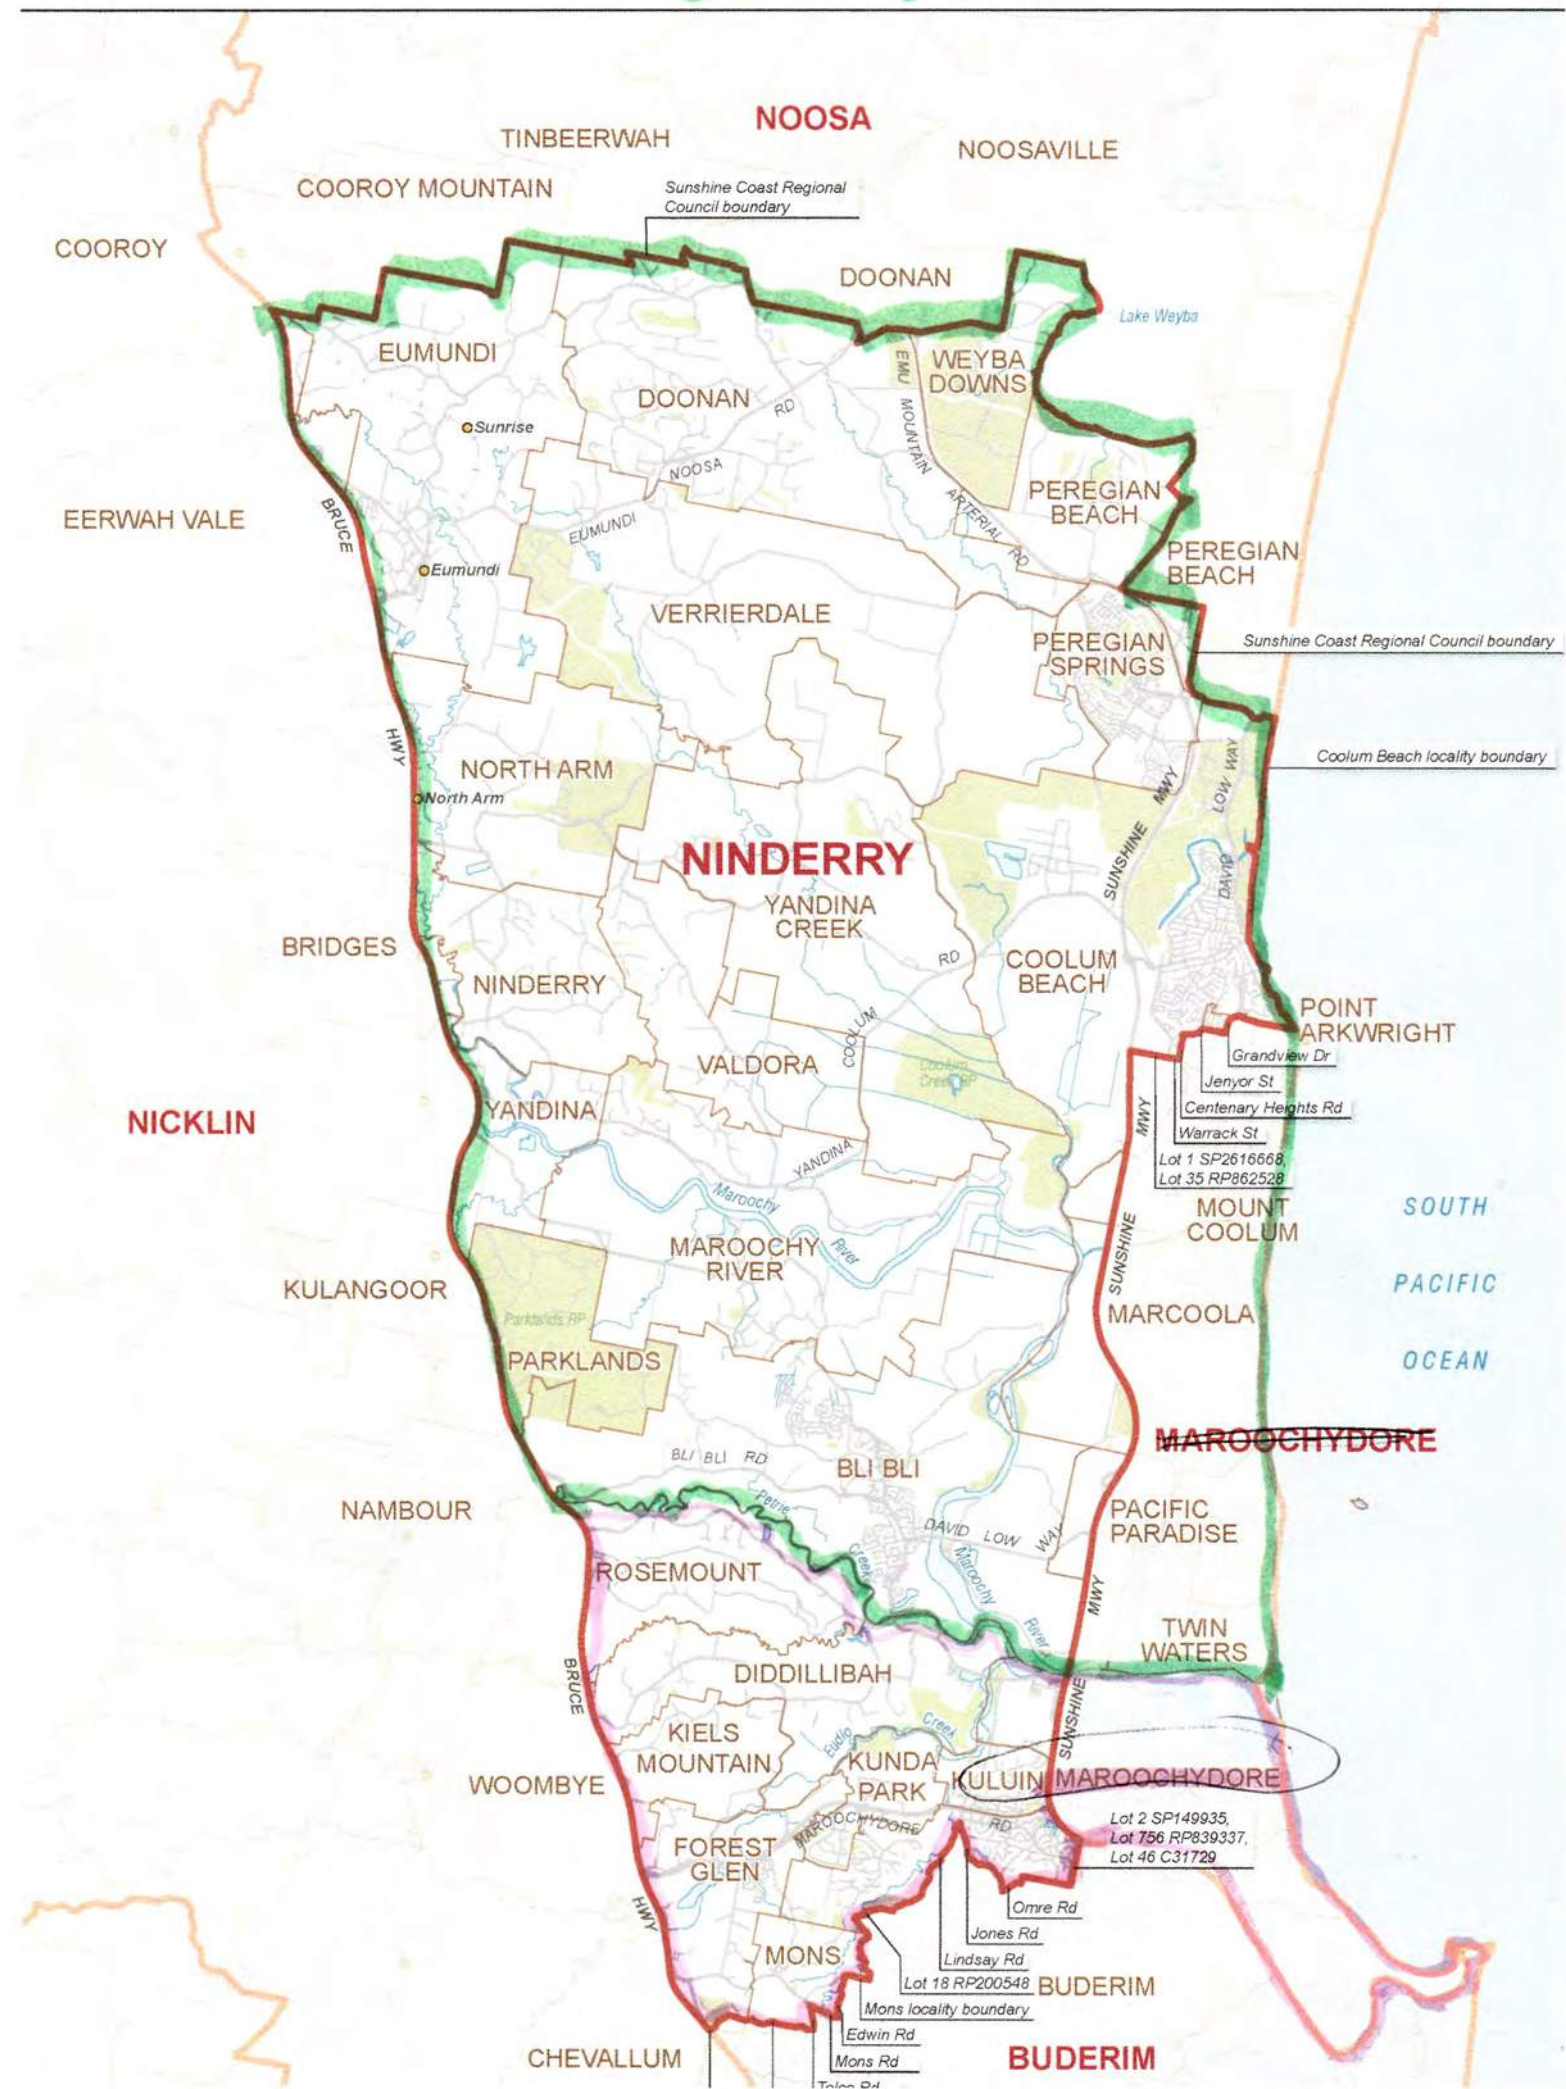 NOOSA
TINBEERWAH
NOOSAVILLE
COOROY MOUNTAIN
Sunshine Coast Regional
Council boundary
COOROY
DOONAN
Lake Weyba
EUMUNDI
WEYBA
DOWNS
DOONAN
RD
EMU MOUNTAIN
Sunrise
NOOSA
PEREGIAN
BEACH
ARTERIAL RD
EERWAH VALE
BRUCE
EUMUNDI
PEREGIAN
BEACH
Eumundi
VERRIERDALE
PEREGIAN
SPRINGS
Sunshine Coast Regional Council boundary
HWY
NORTH ARM
MWY
LOW WAY
Coolum Beach locality boundary
North Arm
NINDERRY
SUNSHINE
DAVID
YANDINA
CREEK
BRIDGES
RD
COOLUM
BEACH
NINDERRY
POINT
ARKWRIGHT
COOLUM
VALDORA
Coolum
Creek RP
Grandview Dr
Jenyor St
YANDINA
Centenary Heights Rd
NICKLIN
MWY
Warrack St
YANDINA
Lot 1 SP2616668,
Lot 35 RP862528
Maroochy
River
MOUNT
COOLUM
SOUTH
MAROOCHY
RIVER
SUNSHINE
KULANGOOR
PACIFIC
MARCOOLA
Parklands RP
PARKLANDS
OCEAN
MAROOCHYDORE
BLI BLI RD
BLI BLI
NAMBOUR
Petrie
Creek
PACIFIC
PARADISE
DAVID LOW WAY
Maroochy
River
ROSEMOUNT
MWY
TWIN
WATERS
DIDDILLIBAH
BRUCE
SUNSHINE
KIELS
MOUNTAIN
Eudlo
Creek
KUNDA
PARK
WOOMBYE
KULUIN
MAROOCHYDORE
MAROOCHYDORE
RD
Lot 2 SP149935,
Lot 756 RP839337,
Lot 46 C31729
FOREST
GLEN
HWY
Omre Rd
Jones Rd
MONS
Lindsay Rd
Lot 18 RP200548
BUDERIM
Mons locality boundary
Edwin Rd
CHEVALLUM
Mons Rd
BUDERIM